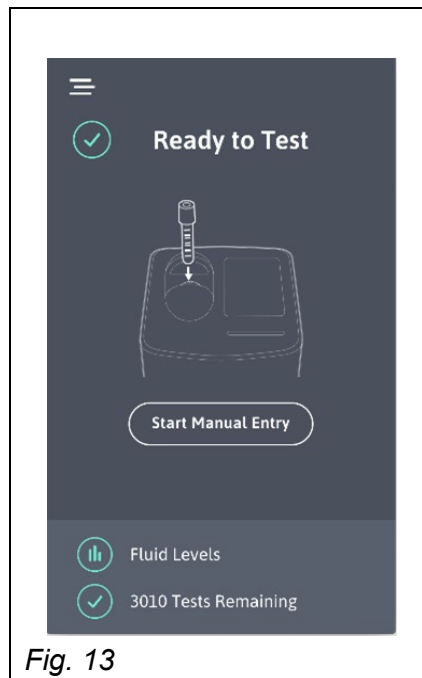 Ready to Test
Start Manual Entry
Fluid Levels
3010 Tests Remaining
Fig. 13